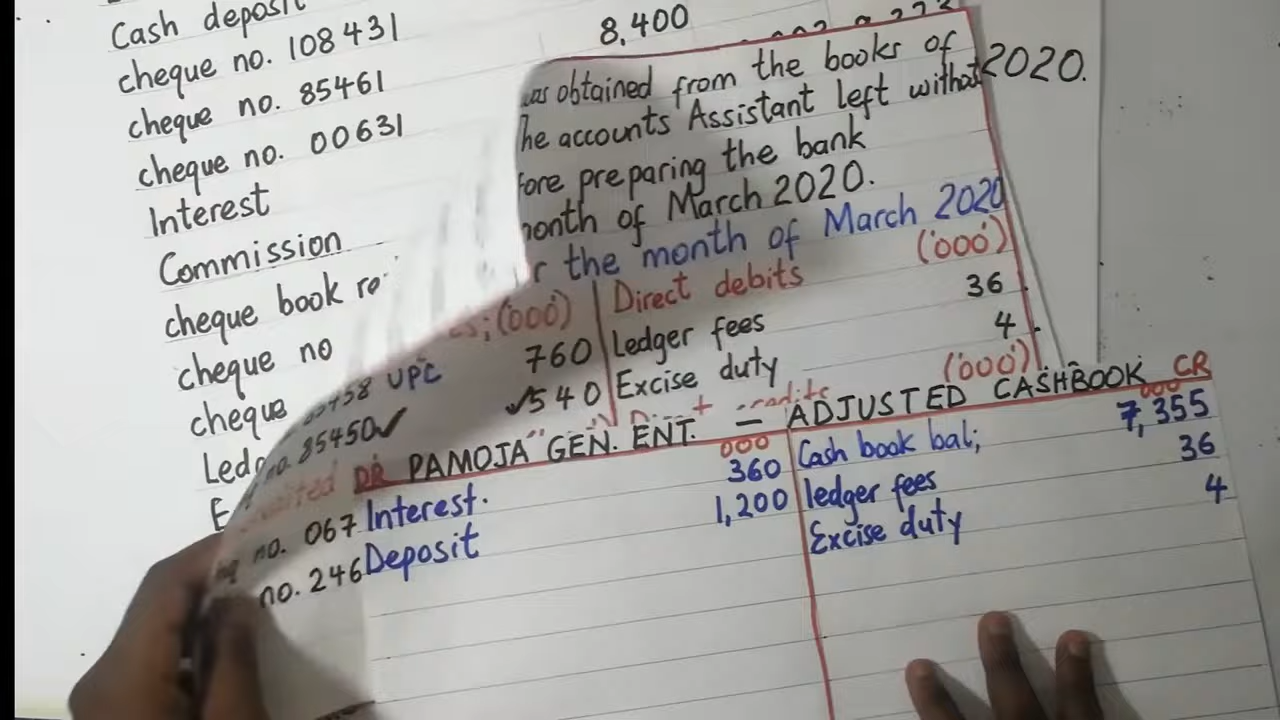 Cash deposit
cheque no. 108431 8,400
cheque no. 85461
cheque no. 00631
Interest
Commission
cheque book
cheque no
cheque
was obtained from the books of
2020.
the accounts Assistant left without
preparing the bank
month of March 2020.
r the month of March 2020
;('000) Direct debits ('000)
760 Ledger fees 36
UPC ✓540 Excise duty 4
85450✓ ('000)
DR PAMOJA GEN. ENT. – ADJUSTED CASHBOOK CR
000 000
Interest. 360 Cash book bal; 7,355
Deposit 1,200 ledger fees 36
Excise duty 4
no. 067
no. 246